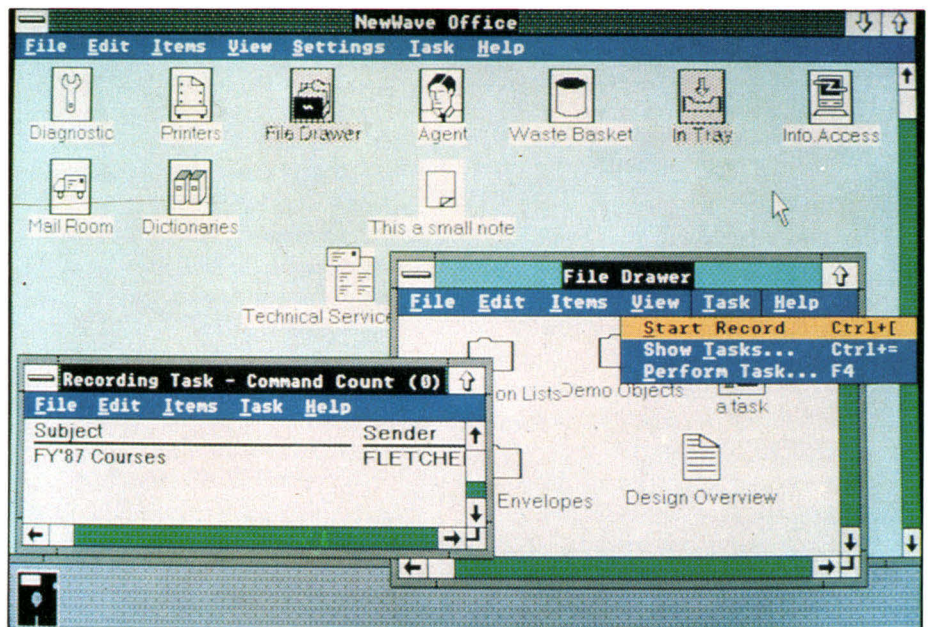 NewWave Office
File Edit Items View Settings Task Help
Diagnostic Printers File Drawer Agent Waste Basket In Tray Info.Access
Mail Room Dictionaries This a small note
Technical Service
File Drawer
File Edit Items View Task Help
Start Record Ctrl+[
Show Tasks... Ctrl+=
Perform Task... F4
on Lists Demo Objects a task
Envelopes Design Overview
Recording Task - Command Count (0)
File Edit Items Task Help
Subject Sender
FY'87 Courses FLETCHE